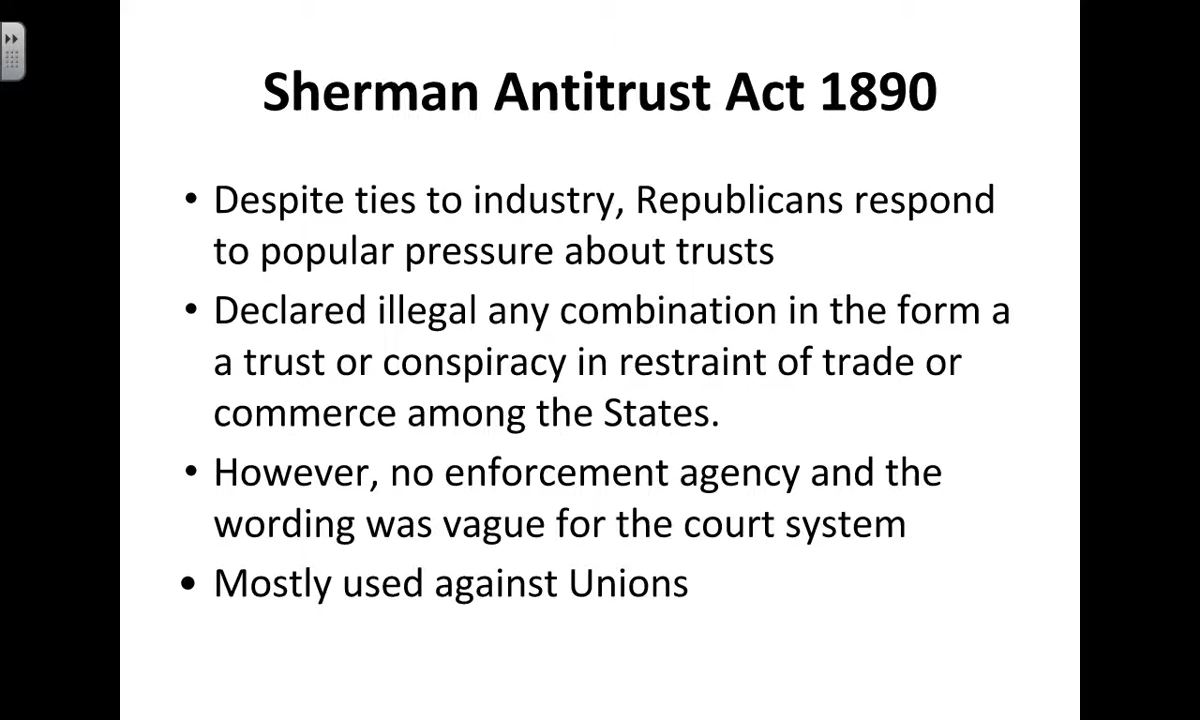 Sherman Antitrust Act 1890
• Despite ties to industry, Republicans respond
to popular pressure about trusts
• Declared illegal any combination in the form a
a trust or conspiracy in restraint of trade or
commerce among the States.
• However, no enforcement agency and the
wording was vague for the court system
• Mostly used against Unions